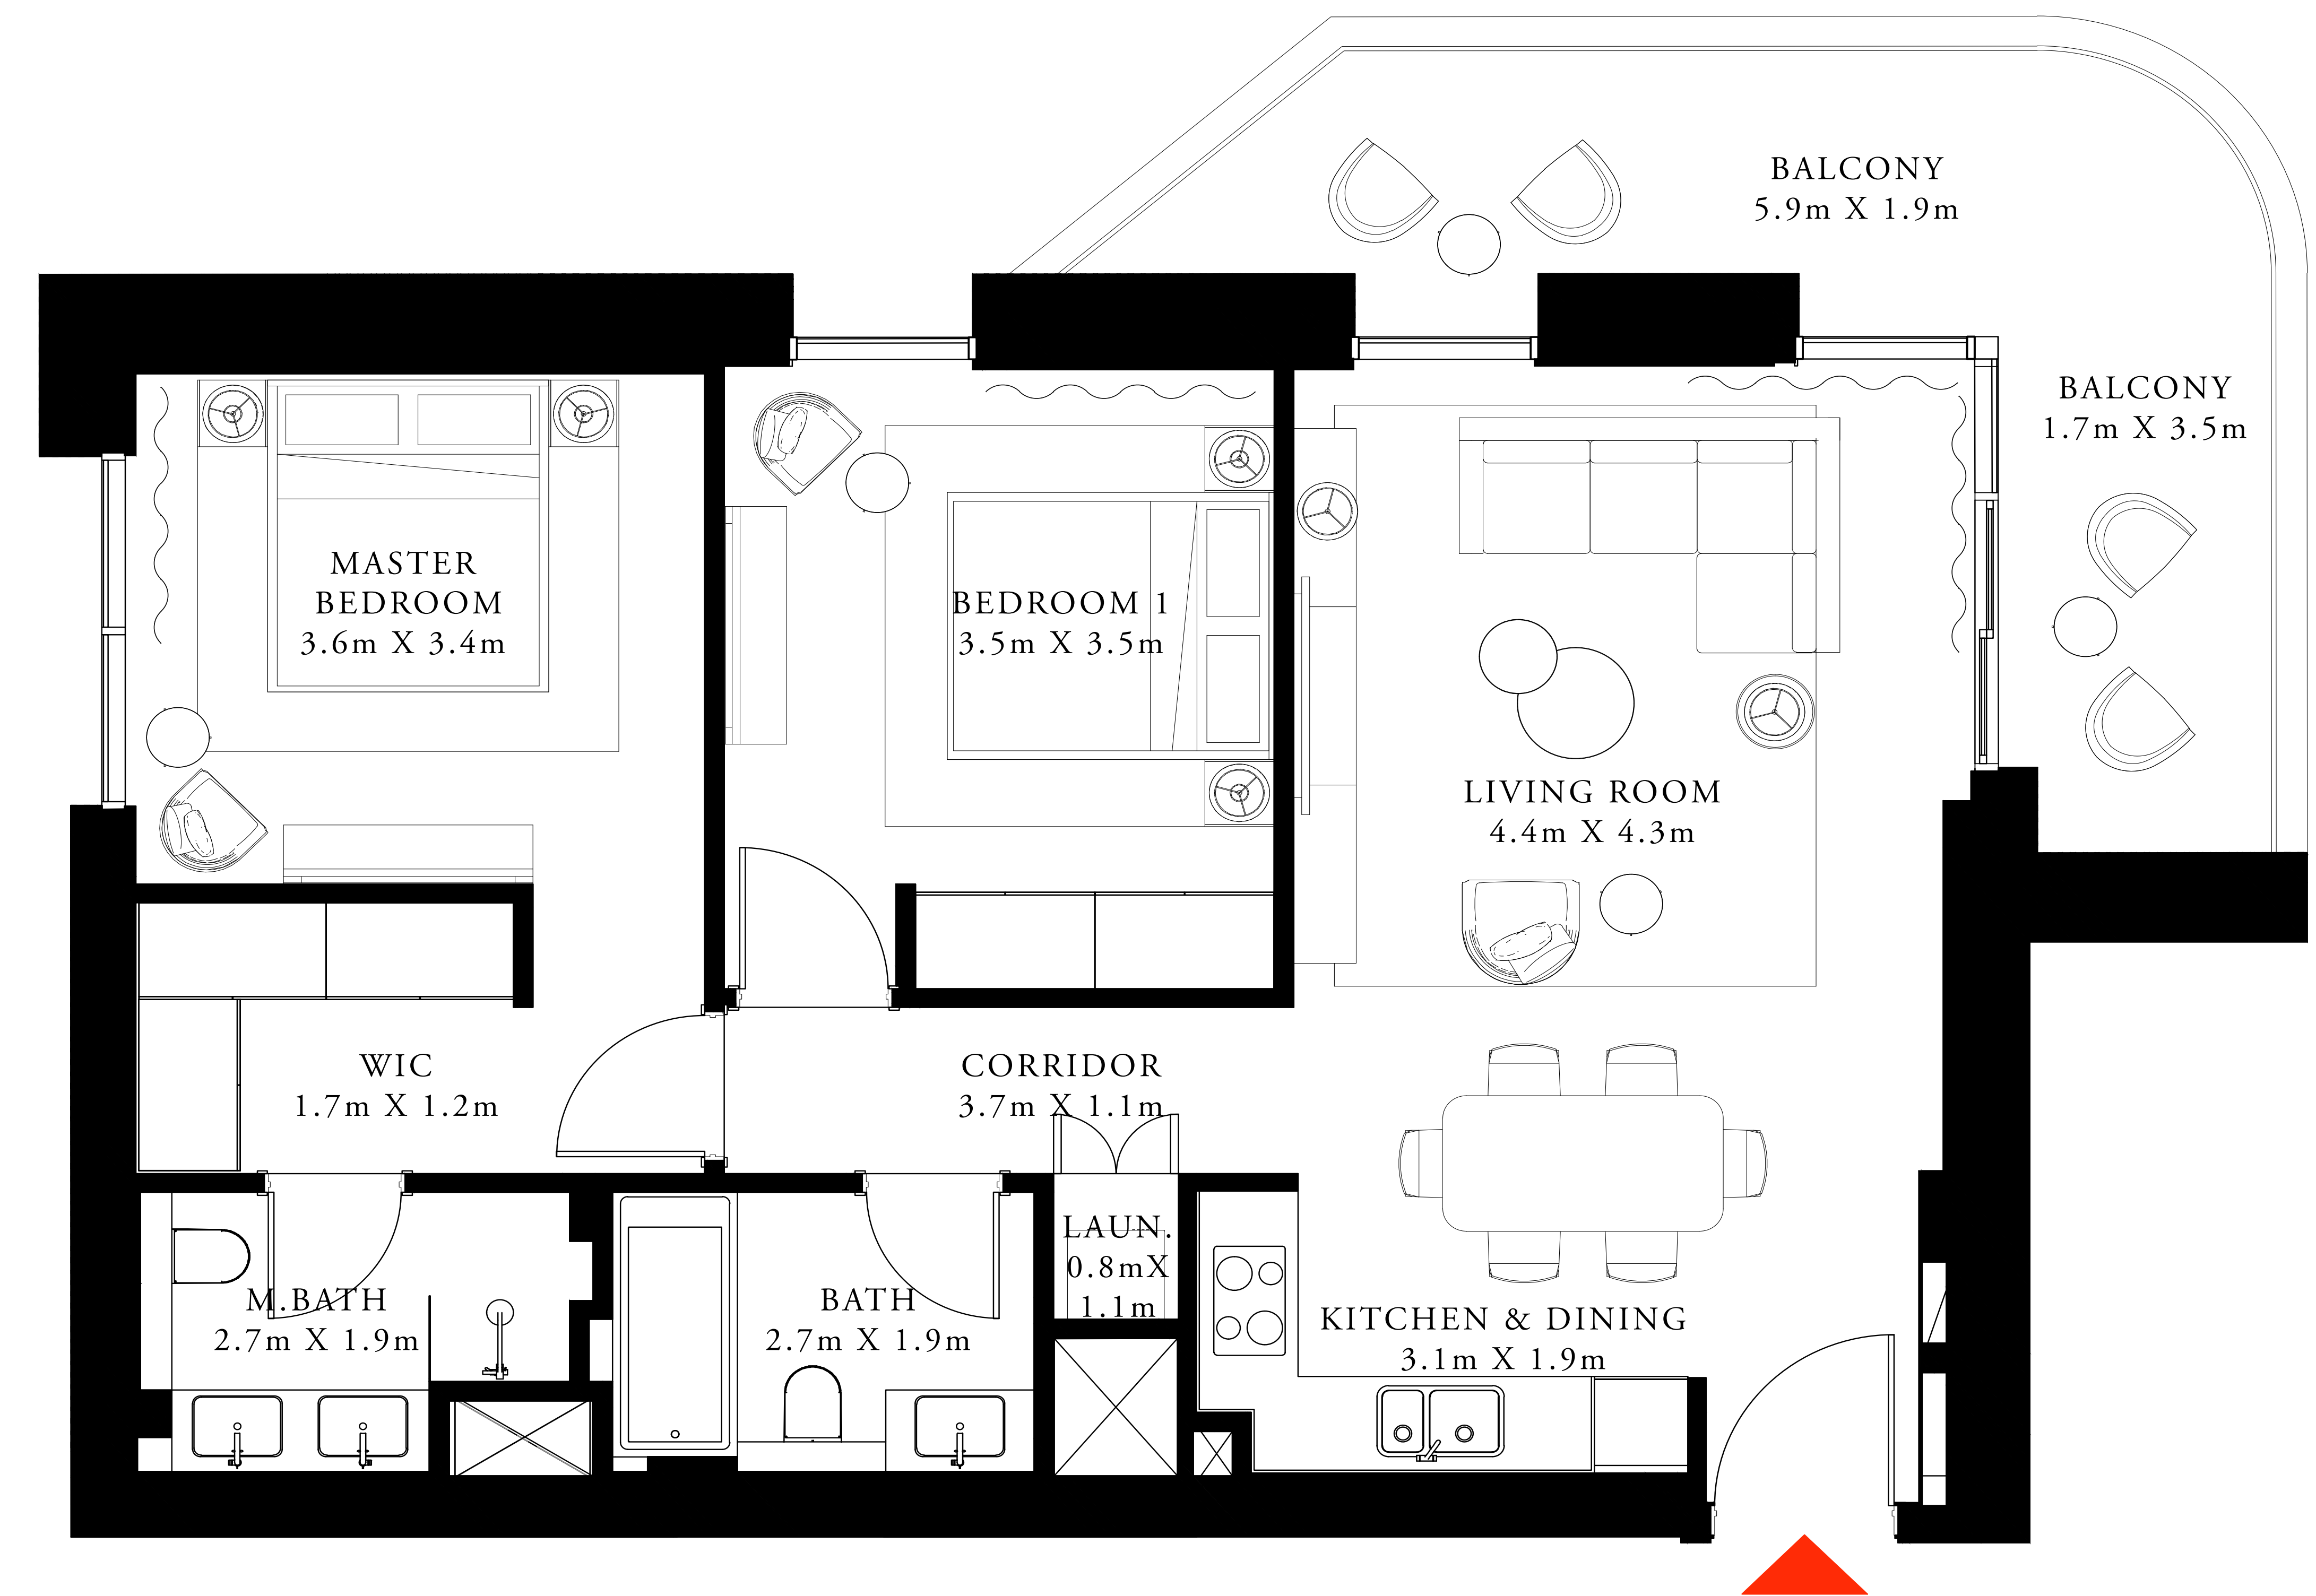 BALCONY
5.9m X 1.9m
BALCONY
1.7m X 3.5m
MASTER
BEDROOM
3.6m X 3.4m
BEDROOM 1
3.5m X 3.5m
LIVING ROOM
4.4m X 4.3m
WIC
1.7m X 1.2m
CORRIDOR
3.7m X 1.1m
M.BATH
2.7m X 1.9m
BATH
2.7m X 1.9m
LAUN.
0.8mX
1.1m
KITCHEN & DINING
3.1m X 1.9m